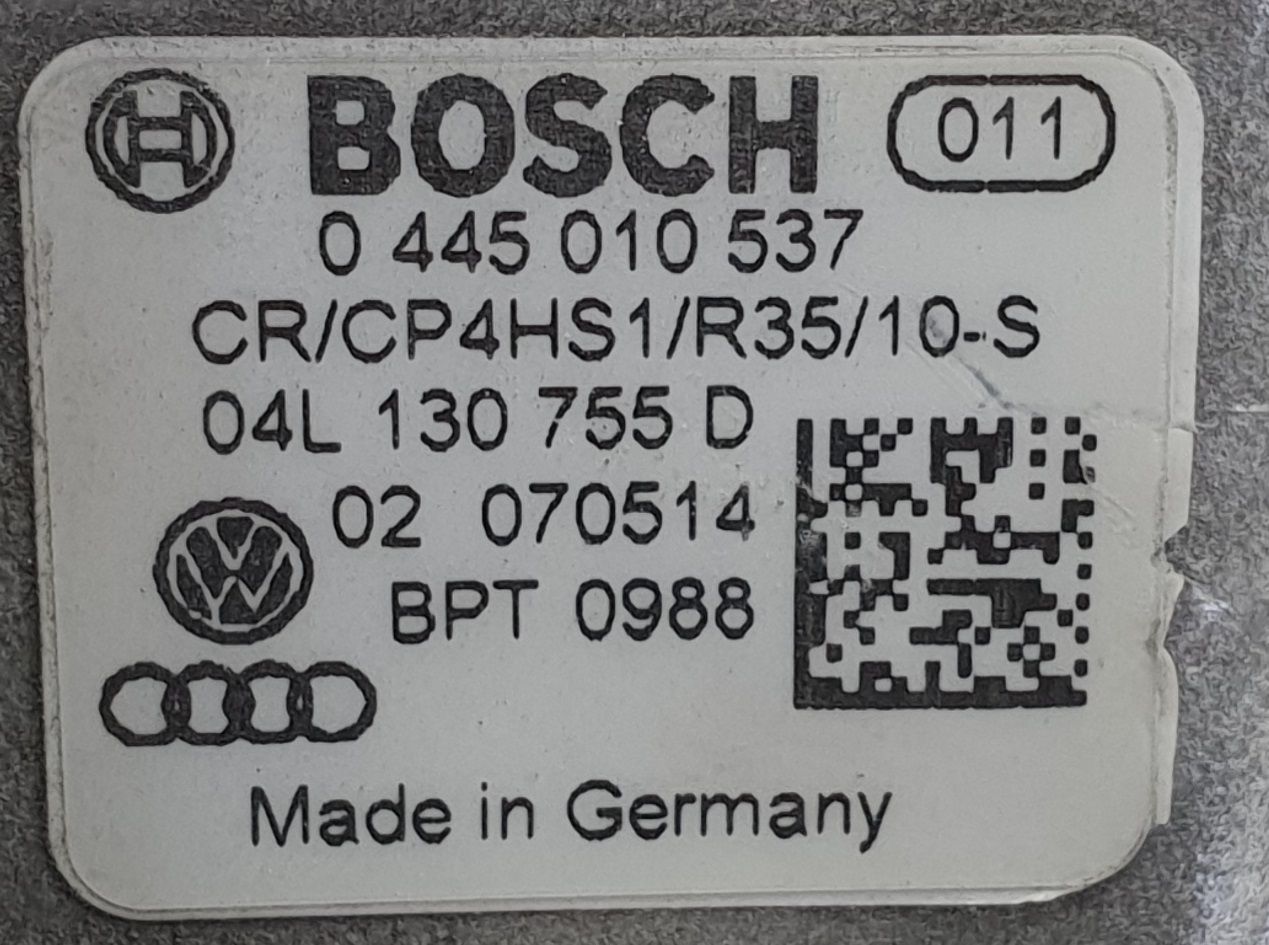 BOSCH 011
0 445 010 537
CR/CP4HS1/R35/10-S
04L 130 755 D
02 070514
BPT 0988
Made in Germany